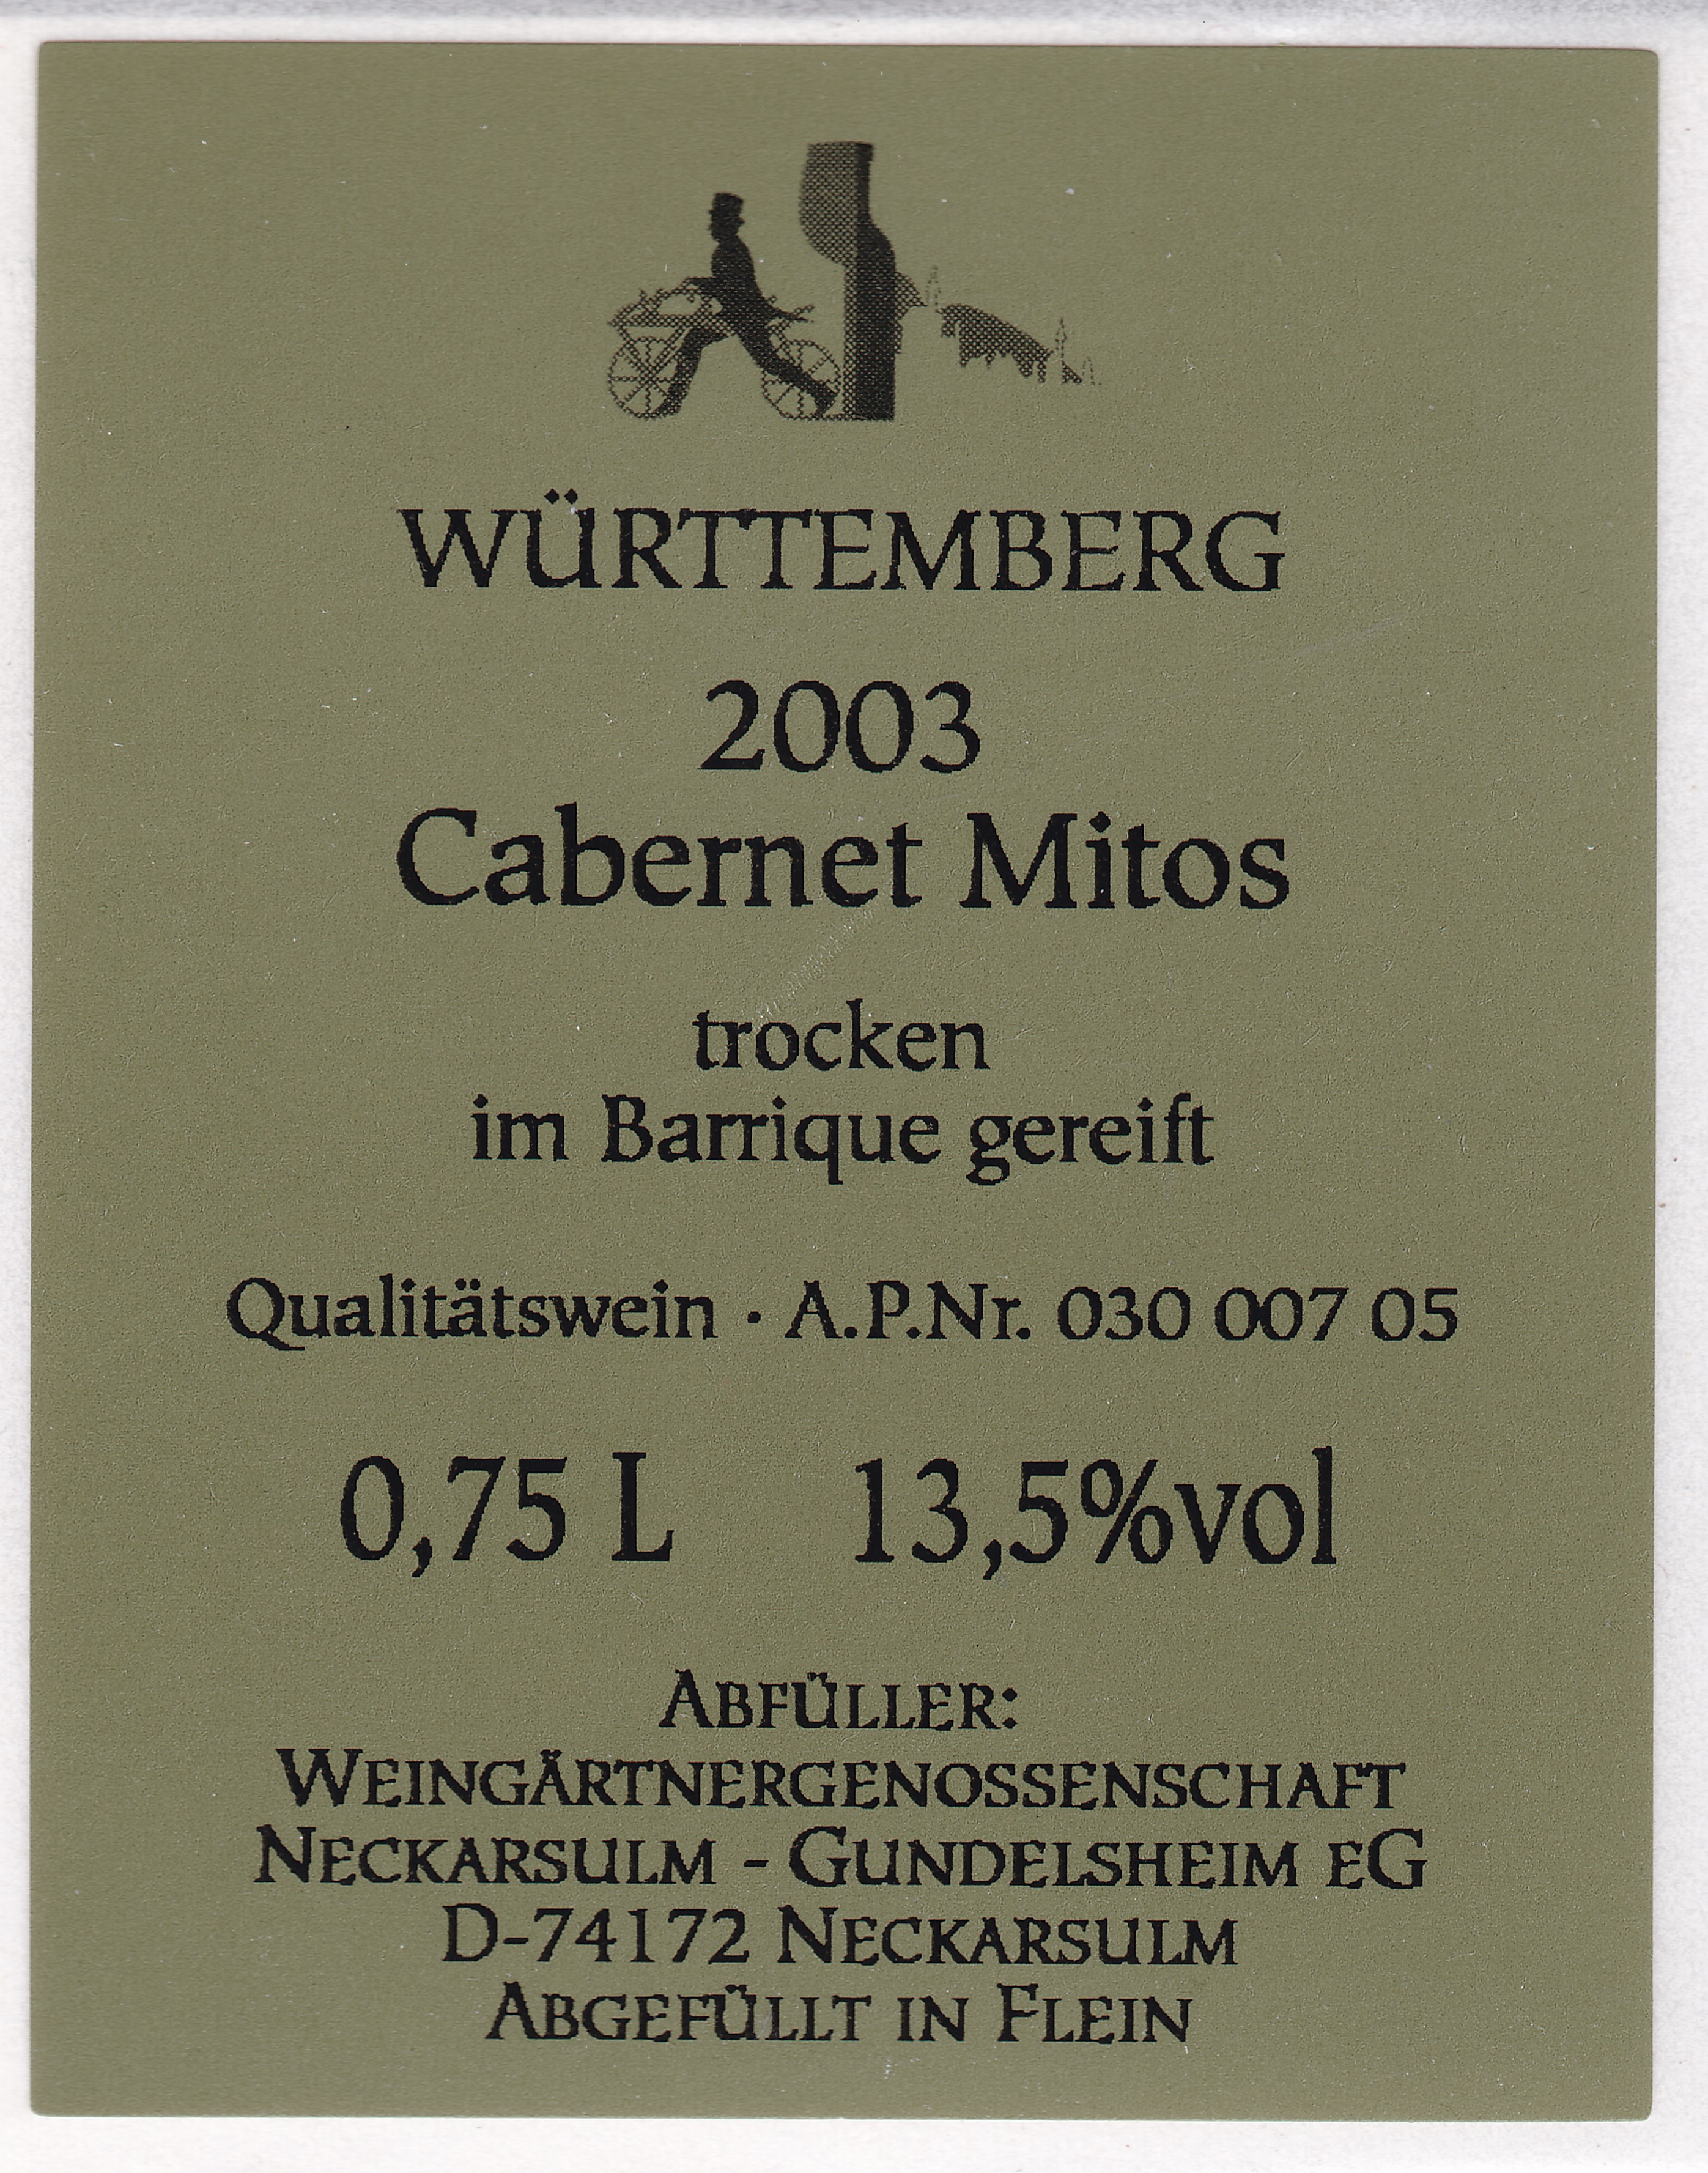 WÜRTTEMBERG
2003
Cabernet Mitos
trocken
im Barrique gereift
Qualitätswein · A.P.Nr. 030 007 05
0,75 L 13,5%vol
ABFÜLLER:
WEINGÄRTNERGENOSSENSCHAFT
NECKARSULM - GUNDELSHEIM EG
D-74172 NECKARSULM
ABGEFÜLLT IN FLEIN